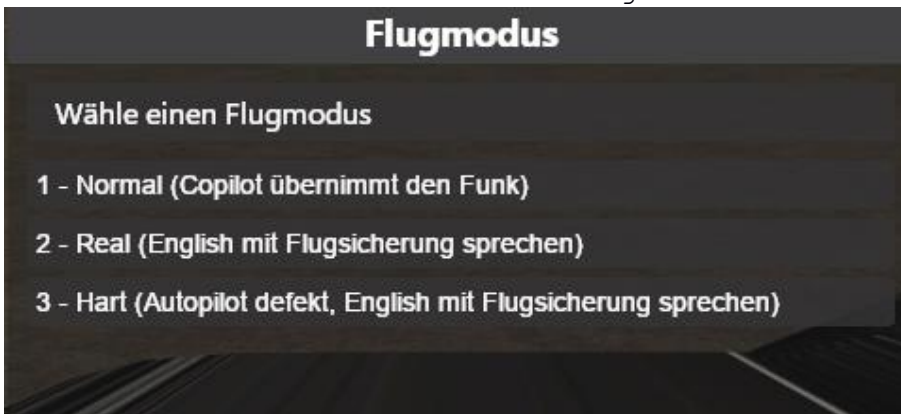 Flugmodus
Wähle einen Flugmodus
1 - Normal (Copilot übernimmt den Funk)
2 - Real (English mit Flugsicherung sprechen)
3 - Hart (Autopilot defekt, English mit Flugsicherung sprechen)